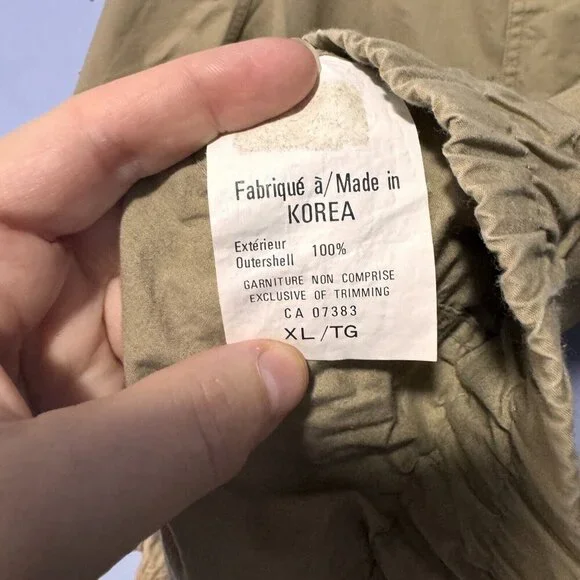 Fabriqué à/Made in
KOREA
Extérieur
Outershell 100%
GARNITURE NON COMPRISE
EXCLUSIVE OF TRIMMING
CA 07383
XL/TG